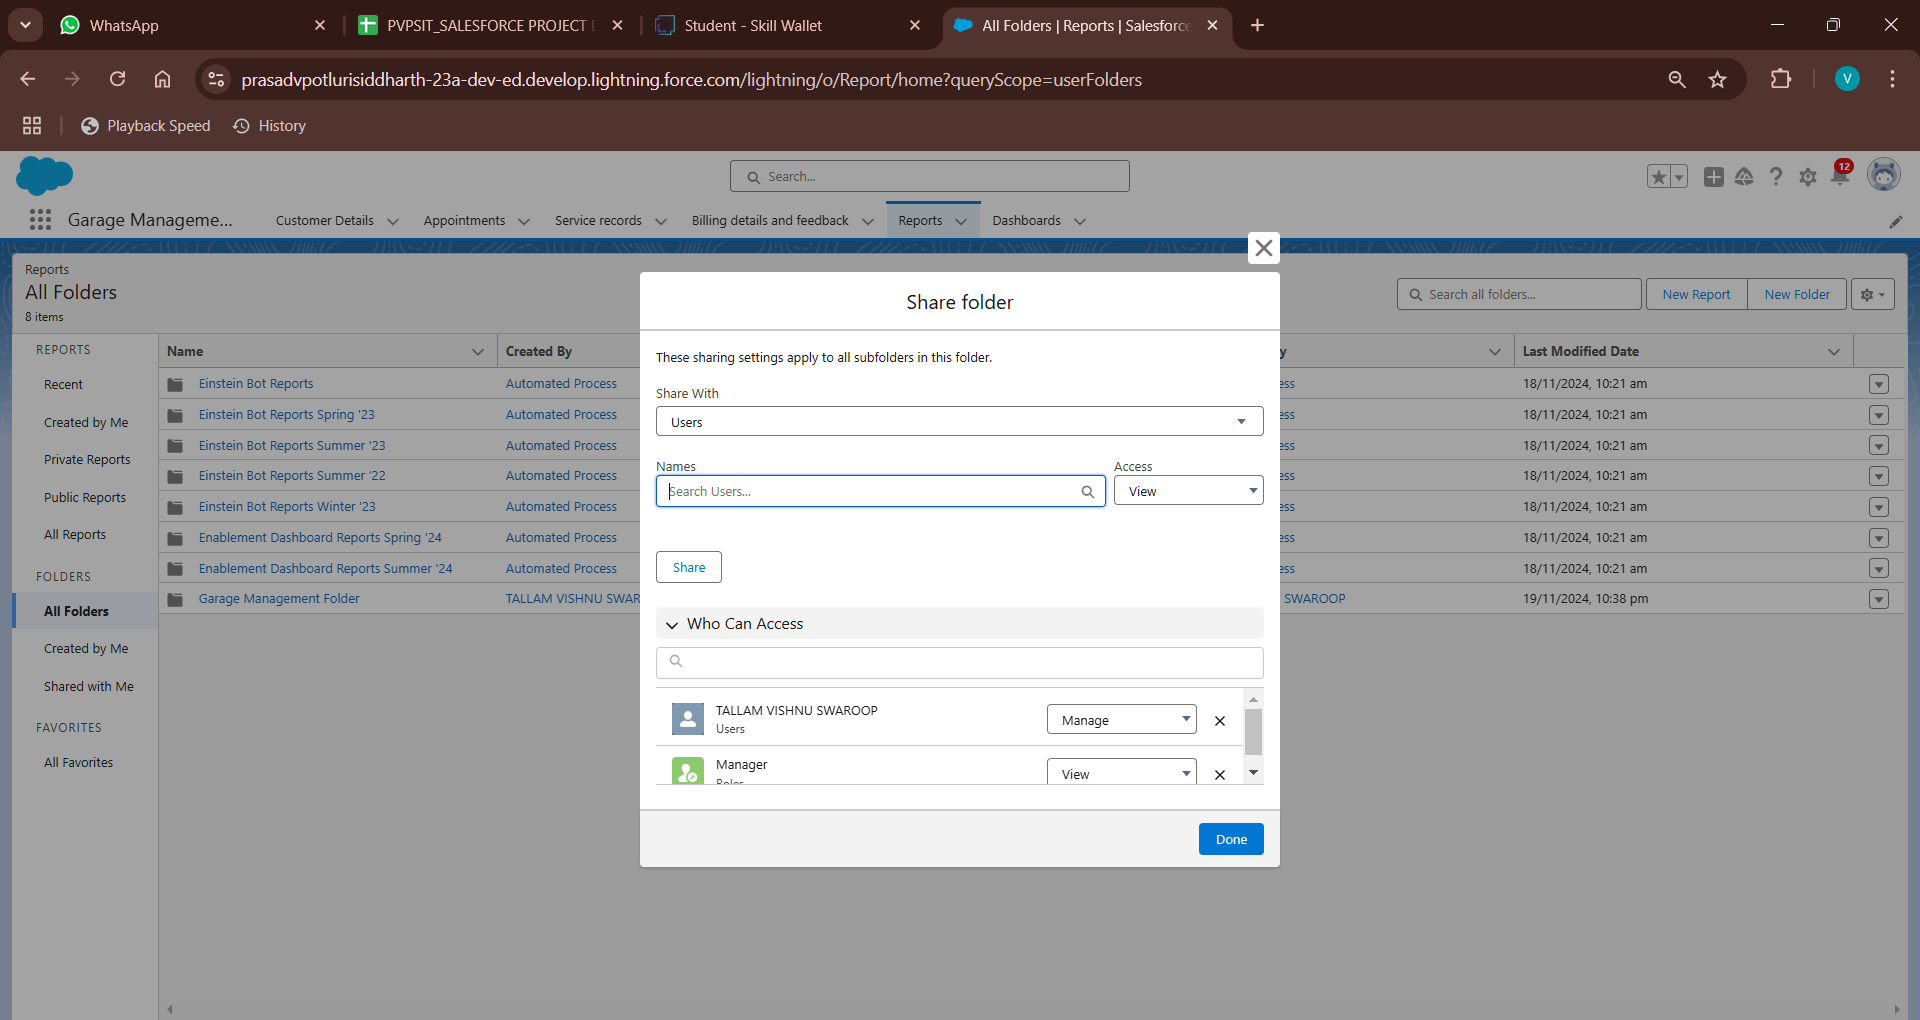 WhatsApp
PVPSIT_SALESFORCE PROJECT
Student - Skill Wallet
All Folders | Reports | Salesforce
prasadvpotlurisiddharth-23a-dev-ed.develop.lightning.force.com/lightning/o/Report/home?queryScope=userFolders
V
Playback Speed
History
Search...
12
Garage Manageme...
Customer Details
Appointments
Service records
Billing details and feedback
Reports
Dashboards
Reports
All Folders
8 items
Search all folders...
New Report
New Folder
REPORTS
Recent
Created by Me
Private Reports
Public Reports
All Reports
FOLDERS
All Folders
Created by Me
Shared with Me
FAVORITES
All Favorites
Name
Created By
y
Last Modified Date
Einstein Bot Reports
Automated Process
ess
18/11/2024, 10:21 am
Einstein Bot Reports Spring '23
Automated Process
ess
18/11/2024, 10:21 am
Einstein Bot Reports Summer '23
Automated Process
ess
18/11/2024, 10:21 am
Einstein Bot Reports Summer '22
Automated Process
ess
18/11/2024, 10:21 am
Einstein Bot Reports Winter '23
Automated Process
ess
18/11/2024, 10:21 am
Enablement Dashboard Reports Spring '24
Automated Process
ess
18/11/2024, 10:21 am
Enablement Dashboard Reports Summer '24
Automated Process
ess
18/11/2024, 10:21 am
Garage Management Folder
TALLAM VISHNU SWAR
SWAROOP
19/11/2024, 10:38 pm
Share folder
These sharing settings apply to all subfolders in this folder.
Share With
Users
Names
Access
Search Users...
View
Share
Who Can Access
TALLAM VISHNU SWAROOP
Users
Manage
Manager
Roles
View
Done